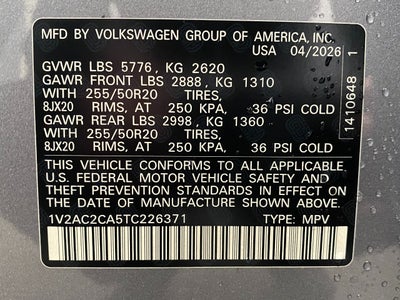 MFD BY VOLKSWAGEN GROUP OF AMERICA, INC.
USA 04/2026
GVWR LBS 5776, KG 2620
GAWR FRONT LBS 2888, KG 1310
WITH 255/50R20 TIRES,
8JX20 RIMS, AT 250 KPA, 36 PSI COLD
GAWR REAR LBS 2998, KG 1360
WITH 255/50R20 TIRES,
8JX20 RIMS, AT 250 KPA, 36 PSI COLD
THIS VEHICLE CONFORMS TO ALL APPLICABLE
U.S. FEDERAL MOTOR VEHICLE SAFETY AND
THEFT PREVENTION STANDARDS IN EFFECT ON
THE DATE OF MANUFACTURE SHOWN ABOVE.
1V2AC2CA5TC226371 TYPE: MPV
1410648 1